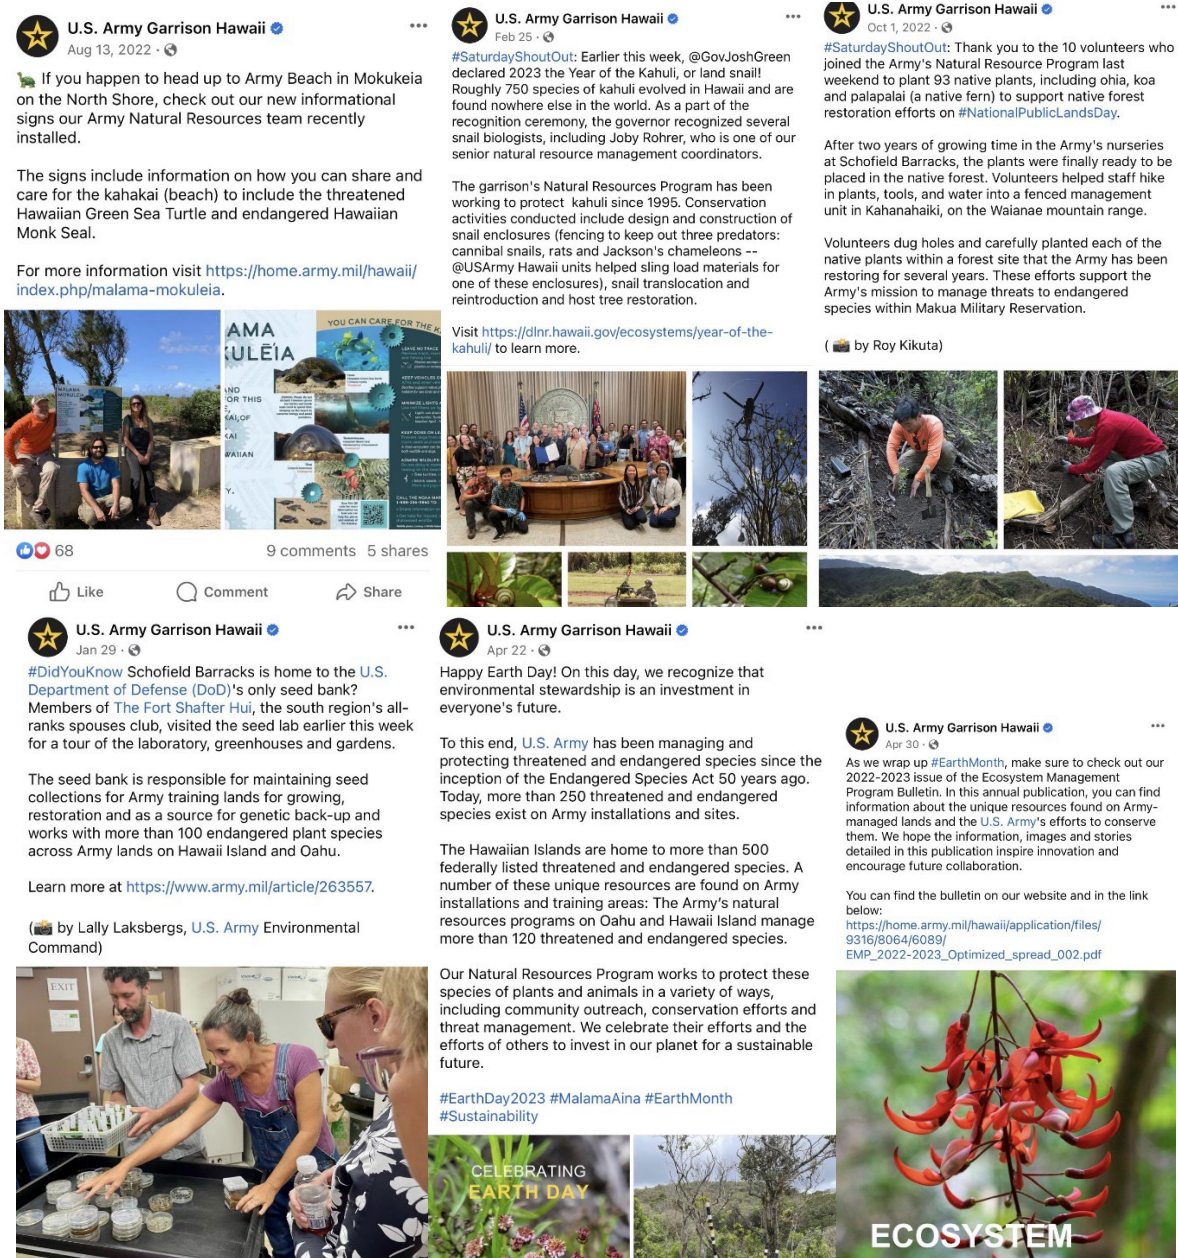 U.S. Army Garrison Hawaii
Aug 13, 2022 ·
If you happen to head up to Army Beach in Mokukeia
on the North Shore, check out our new informational
signs our Army Natural Resources team recently
installed.
The signs include information on how you can share and
care for the kahakai (beach) to include the threatened
Hawaiian Green Sea Turtle and endangered Hawaiian
Monk Seal.
For more information visit https://home.army.mil/hawaii/
index.php/malama-mokuleia.
MALAMA
MOKULEIA
AMA
KULEĪA
YOU CAN CARE FOR THE K
AND
FOR THIS
KAI, OF
KAI
WAIIAN
Y.
LEAVE NO TRACE
68
9 comments 5 shares
Like
Comment
Share
U.S. Army Garrison Hawaii
Feb 25 ·
#SaturdayShoutOut: Earlier this week, @GovJoshGreen
declared 2023 the Year of the Kahuli, or land snail!
Roughly 750 species of kahuli evolved in Hawaii and are
found nowhere else in the world. As a part of the
recognition ceremony, the governor recognized several
snail biologists, including Joby Rohrer, who is one of our
senior natural resource management coordinators.
The garrison's Natural Resources Program has been
working to protect kahuli since 1995. Conservation
activities conducted include design and construction of
snail enclosures (fencing to keep out three predators:
cannibal snails, rats and Jackson's chameleons --
@USArmy Hawaii units helped sling load materials for
one of these enclosures), snail translocation and
reintroduction and host tree restoration.
Visit https://dlnr.hawaii.gov/ecosystems/year-of-the-
kahuli/ to learn more.
U.S. Army Garrison Hawaii
Oct 1, 2022 ·
#SaturdayShoutOut: Thank you to the 10 volunteers who
joined the Army's Natural Resource Program last
weekend to plant 93 native plants, including ohia, koa
and palapalai (a native fern) to support native forest
restoration efforts on #NationalPublicLandsDay.
After two years of growing time in the Army's nurseries
at Schofield Barracks, the plants were finally ready to be
placed in the native forest. Volunteers helped staff hike
in plants, tools, and water into a fenced management
unit in Kahanahaiki, on the Waianae mountain range.
Volunteers dug holes and carefully planted each of the
native plants within a forest site that the Army has been
restoring for several years. These efforts support the
Army's mission to manage threats to endangered
species within Makua Military Reservation.
( by Roy Kikuta)
U.S. Army Garrison Hawaii
Jan 29 ·
#DidYouKnow Schofield Barracks is home to the U.S.
Department of Defense (DoD)'s only seed bank?
Members of The Fort Shafter Hui, the south region's all-
ranks spouses club, visited the seed lab earlier this week
for a tour of the laboratory, greenhouses and gardens.
The seed bank is responsible for maintaining seed
collections for Army training lands for growing,
restoration and as a source for genetic back-up and
works with more than 100 endangered plant species
across Army lands on Hawaii Island and Oahu.
Learn more at https://www.army.mil/article/263557.
( by Lally Laksbergs, U.S. Army Environmental
Command)
EXIT
U.S. Army Garrison Hawaii
Apr 22 ·
Happy Earth Day! On this day, we recognize that
environmental stewardship is an investment in
everyone's future.
To this end, U.S. Army has been managing and
protecting threatened and endangered species since the
inception of the Endangered Species Act 50 years ago.
Today, more than 250 threatened and endangered
species exist on Army installations and sites.
The Hawaiian Islands are home to more than 500
federally listed threatened and endangered species. A
number of these unique resources are found on Army
installations and training areas: The Army's natural
resources programs on Oahu and Hawaii Island manage
more than 120 threatened and endangered species.
Our Natural Resources Program works to protect these
species of plants and animals in a variety of ways,
including community outreach, conservation efforts and
threat management. We celebrate their efforts and the
efforts of others to invest in our planet for a sustainable
future.
#EarthDay2023 #MalamaAina #EarthMonth
#Sustainability
CELEBRATING
EARTH DAY
U.S. Army Garrison Hawaii
Apr 30 ·
As we wrap up #EarthMonth, make sure to check out our
2022-2023 issue of the Ecosystem Management
Program Bulletin. In this annual publication, you can find
information about the unique resources found on Army-
managed lands and the U.S. Army's efforts to conserve
them. We hope the information, images and stories
detailed in this publication inspire innovation and
encourage future collaboration.
You can find the bulletin on our website and in the link
below:
https://home.army.mil/hawaii/application/files/
9316/8064/6089/
EMP_2022-2023_Optimized_spread_002.pdf
ECOSYSTEM